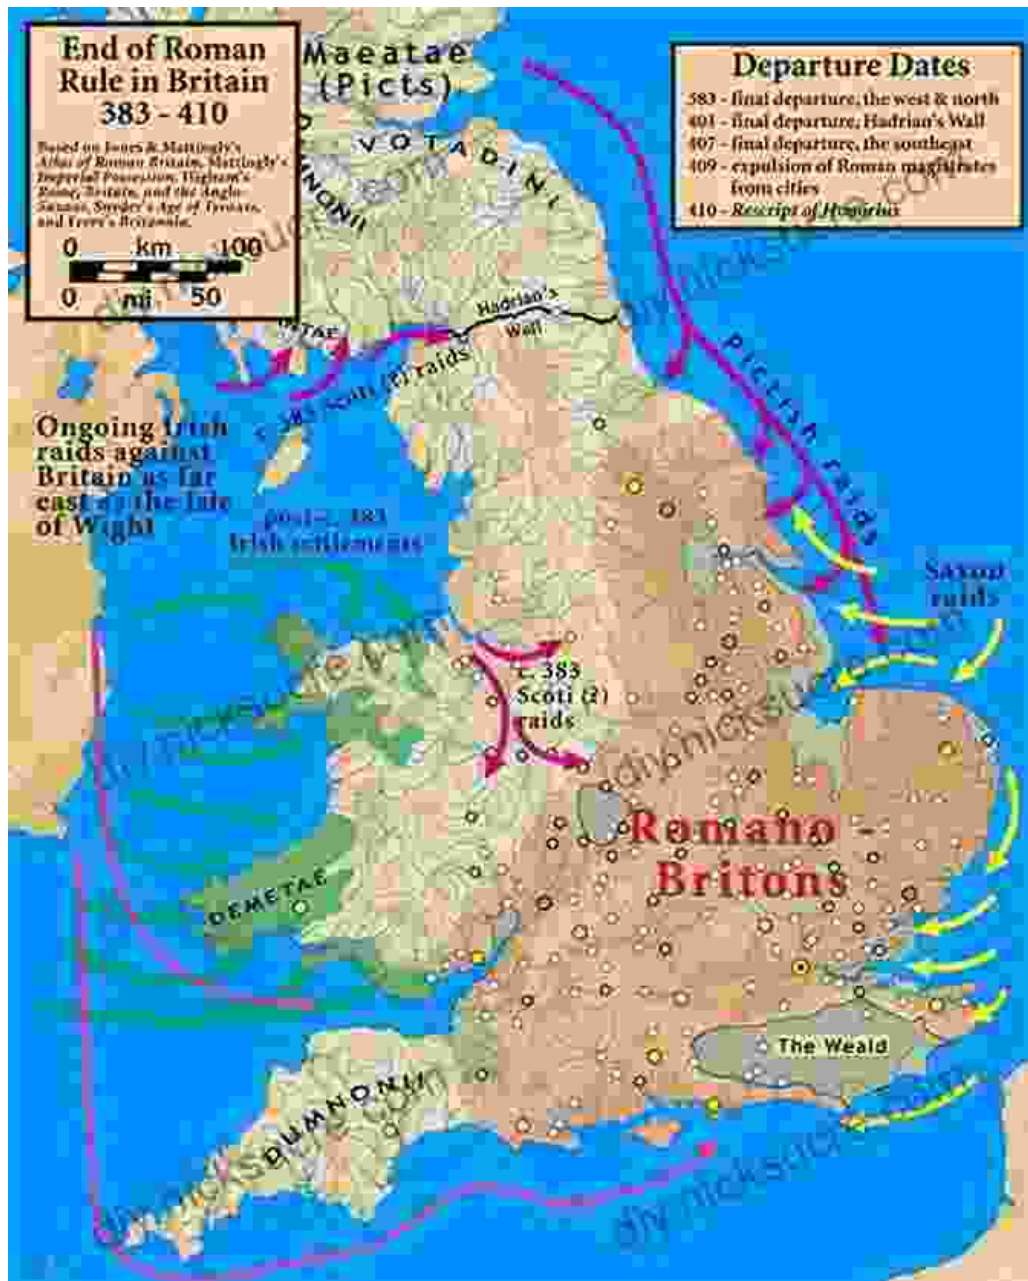 End of Roman
Rule in Britain
383 - 410
Based on Jones & Mattingly's
Atlas of Roman Britain, Mattingly's
Imperial Possession, Higham's
Rome, Britain, and the Anglo-
Saxons, Snyder's Age of Tyrants,
and Frere's Britannia.
0 km 100
0 mi 50
Maeatae
(Picts)
VOTADINI
Departure Dates
383 - final departure, the west & north
401 - final departure, Hadrian's Wall
407 - final departure, the southeast
409 - expulsion of Roman magistrates
from cities
410 - Rescript of Honorius
Hadrian's
Wall
c. 383 Scoti (?) raids
Pictish raids
Ongoing Irish
raids against
Britain as far
east as the Isle
of Wight
post-c. 383
Irish settlements
Saxon
raids
c. 383
Scoti (?)
raids
Romano -
Britons
DEMETAE
The Weald
DUMNONII